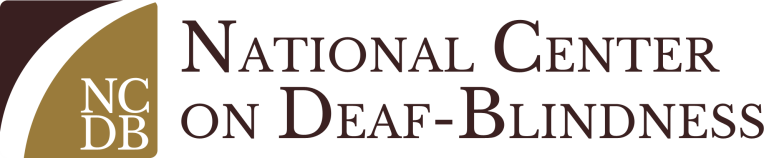 NC
DB
National Center
on Deaf-Blindness